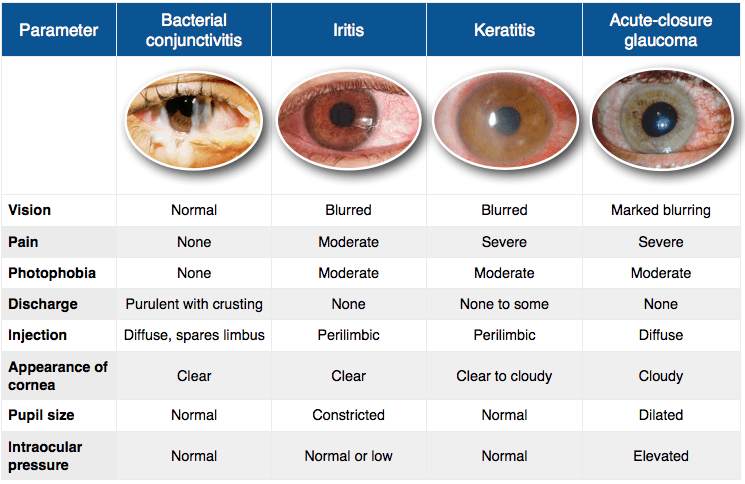 Parameter Bacterial conjunctivitis Iritis Keratitis Acute-closure glaucoma
Vision Normal Blurred Blurred Marked blurring
Pain None Moderate Severe Severe
Photophobia None Moderate Moderate Moderate
Discharge Purulent with crusting None None to some None
Injection Diffuse, spares limbus Perilimbic Perilimbic Diffuse
Appearance of cornea Clear Clear Clear to cloudy Cloudy
Pupil size Normal Constricted Normal Dilated
Intraocular pressure Normal Normal or low Normal Elevated